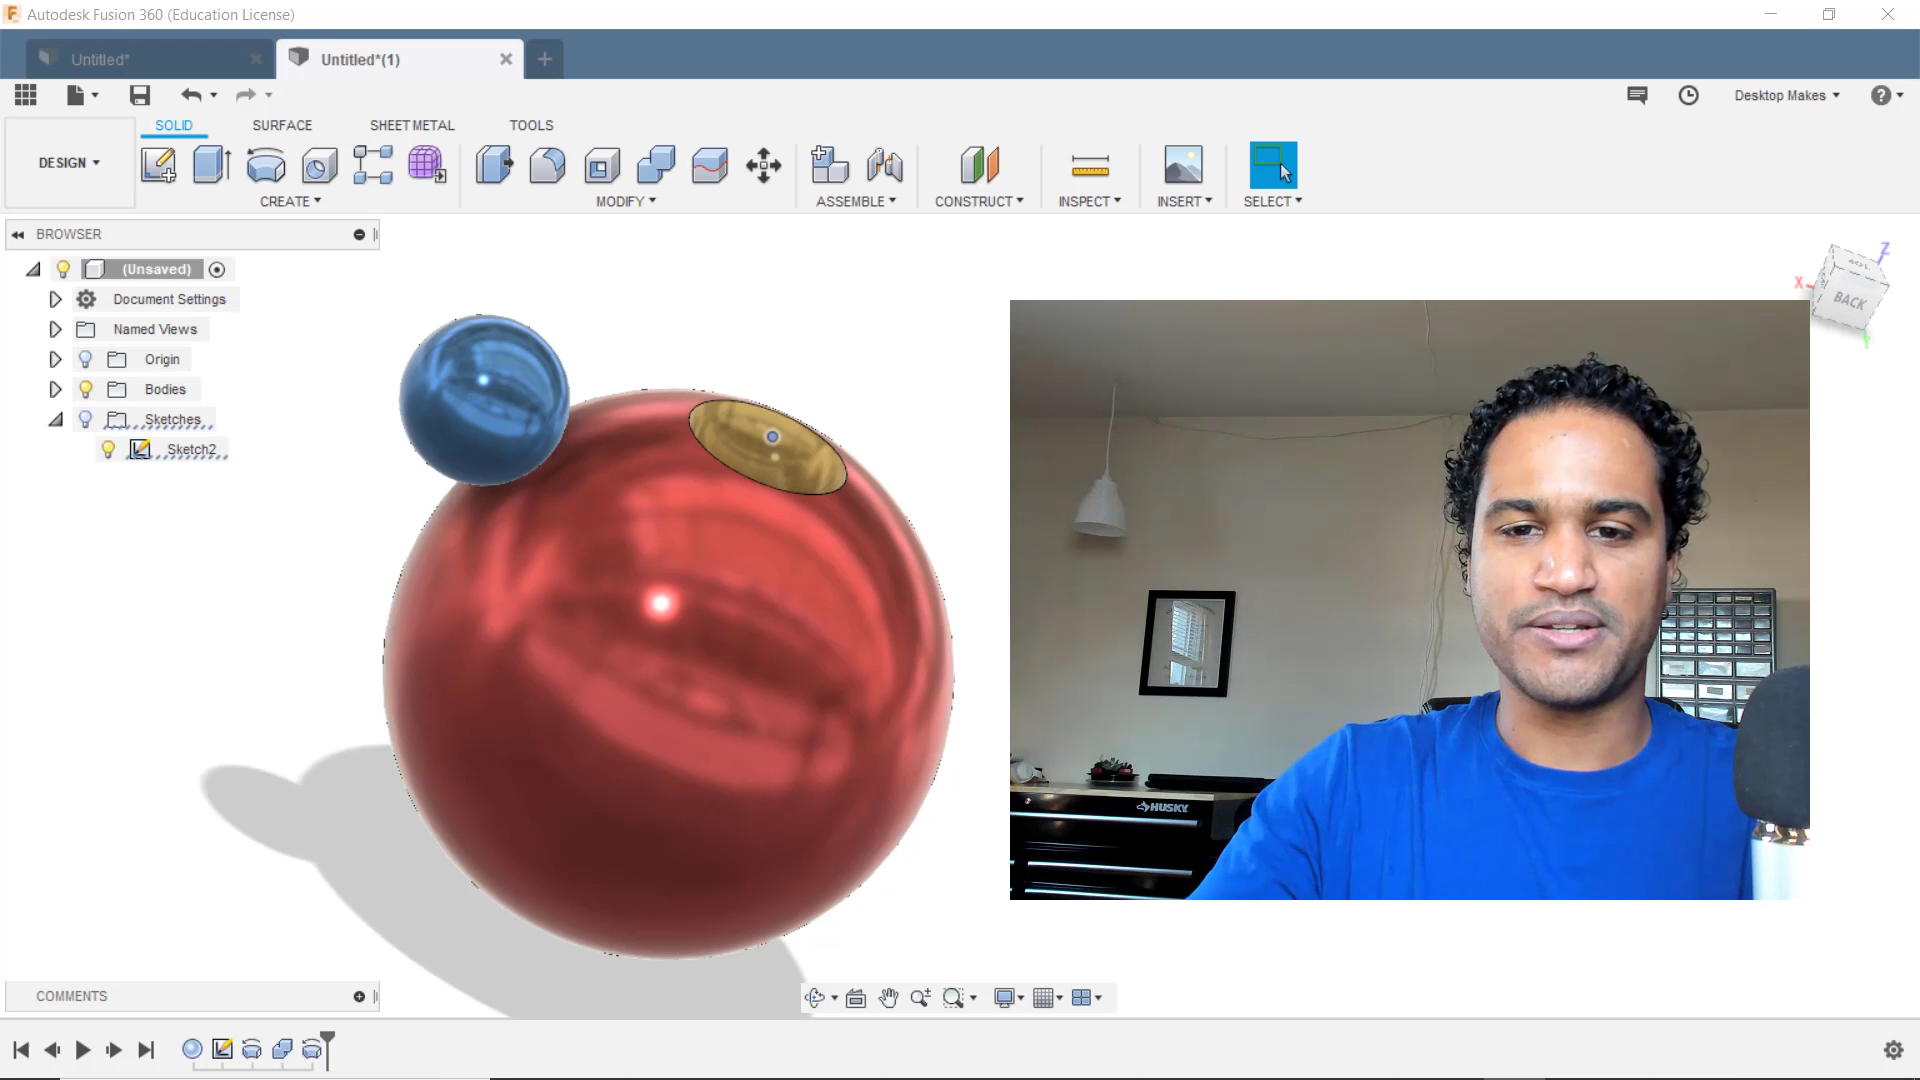 Autodesk Fusion 360 (Education License)
Untitled*
Untitled*(1)
Desktop Makes
SOLID
SURFACE
SHEET METAL
TOOLS
DESIGN
CREATE
MODIFY
ASSEMBLE
CONSTRUCT
INSPECT
INSERT
SELECT
BROWSER
(Unsaved)
Document Settings
Named Views
Origin
Bodies
Sketches
Sketch2
Z
X
TOP
BACK
Y
HUSKY
COMMENTS